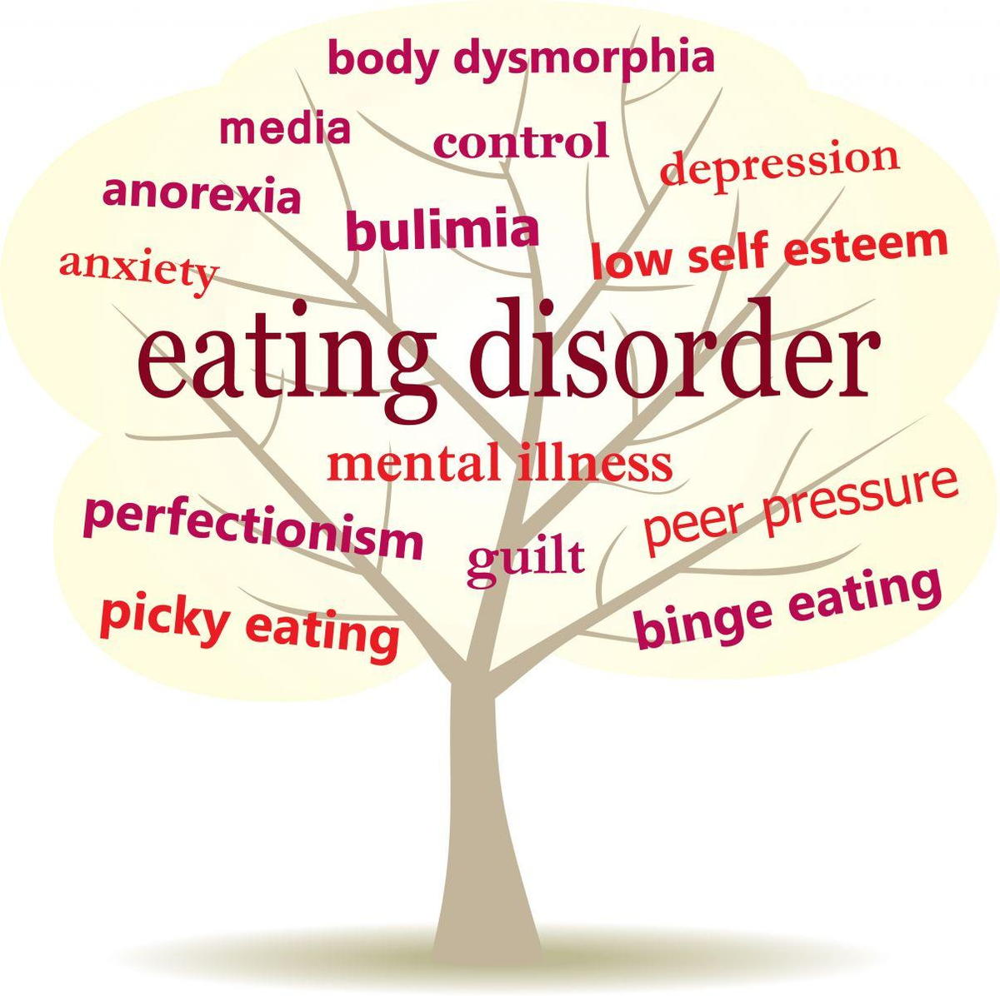 body dysmorphia
media
control
depression
anorexia
bulimia
low self esteem
anxiety
eating disorder
mental illness
perfectionism
peer pressure
guilt
picky eating
binge eating